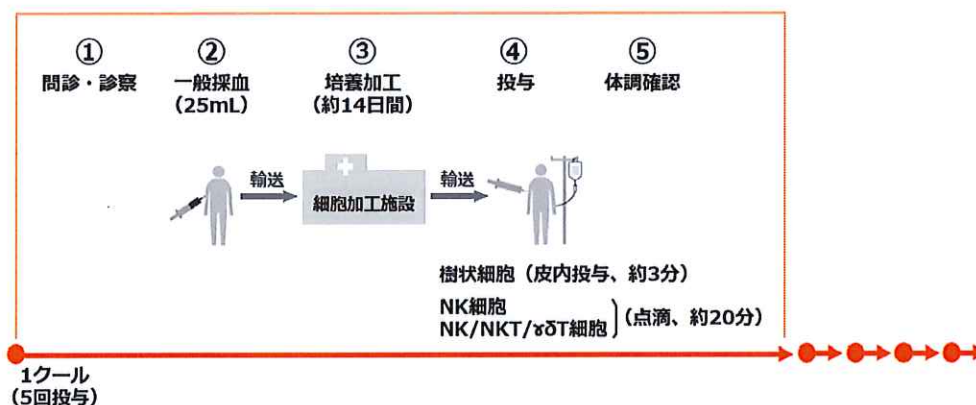 ①
問診・診察
②
一般採血
(25mL)
③
培養加工
(約14日間)
④
投与
⑤
体調確認
輸送
細胞加工施設
輸送
樹状細胞(皮内投与、約3分)
NK細胞
NK/NKT/γδT細胞
(点滴、約20分)
1クール
(5回投与)